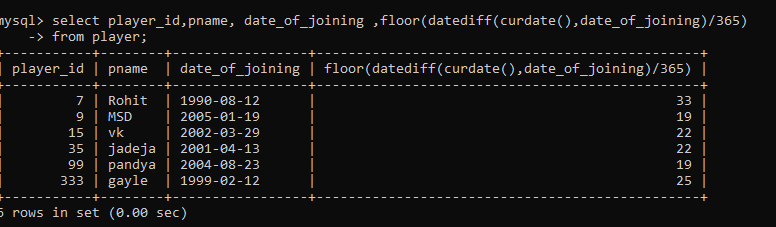 mysql> select player_id,pname, date_of_joining ,floor(datediff(curdate(),date_of_joining)/365)
    -> from player;
+-----------+--------+-----------------+------------------------------------------------+
| player_id | pname  | date_of_joining | floor(datediff(curdate(),date_of_joining)/365) |
+-----------+--------+-----------------+------------------------------------------------+
|         7 | Rohit  | 1990-08-12      |                                             33 |
|         9 | MSD    | 2005-01-19      |                                             19 |
|        15 | vk     | 2002-03-29      |                                             22 |
|        35 | jadeja | 2001-04-13      |                                             22 |
|        99 | pandya | 2004-08-23      |                                             19 |
|       333 | gayle  | 1999-02-12      |                                             25 |
+-----------+--------+-----------------+------------------------------------------------+
6 rows in set (0.00 sec)